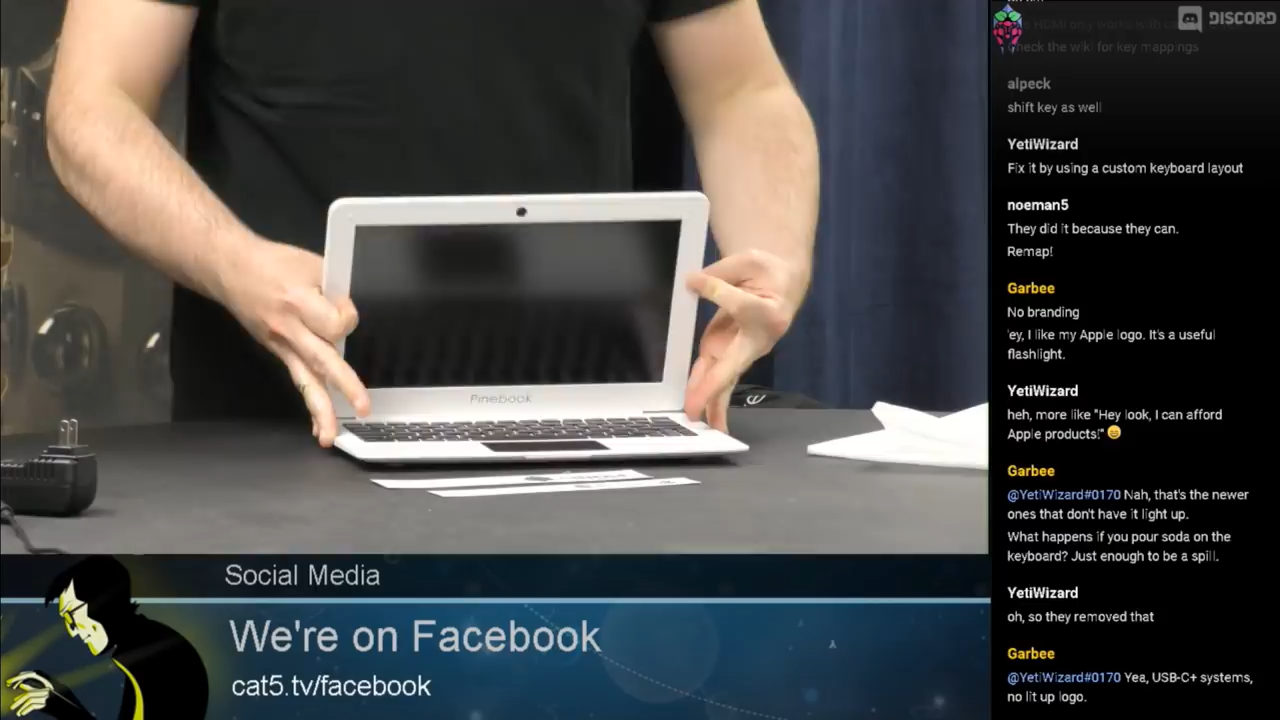 Pinebook
Social Media
We're on Facebook
cat5.tv/facebook
DISCORD
HDMI only works with
check the wiki for key mappings
alpeck
shift key as well
YetiWizard
Fix it by using a custom keyboard layout
noeman5
They did it because they can.
Remap!
Garbee
No branding
'ey, I like my Apple logo. It's a useful
flashlight.
YetiWizard
heh, more like "Hey look, I can afford
Apple products!" 😄
Garbee
@YetiWizard#0170 Nah, that's the newer
ones that don't have it light up.
What happens if you pour soda on the
keyboard? Just enough to be a spill.
YetiWizard
oh, so they removed that
Garbee
@YetiWizard#0170 Yea, USB-C+ systems,
no lit up logo.